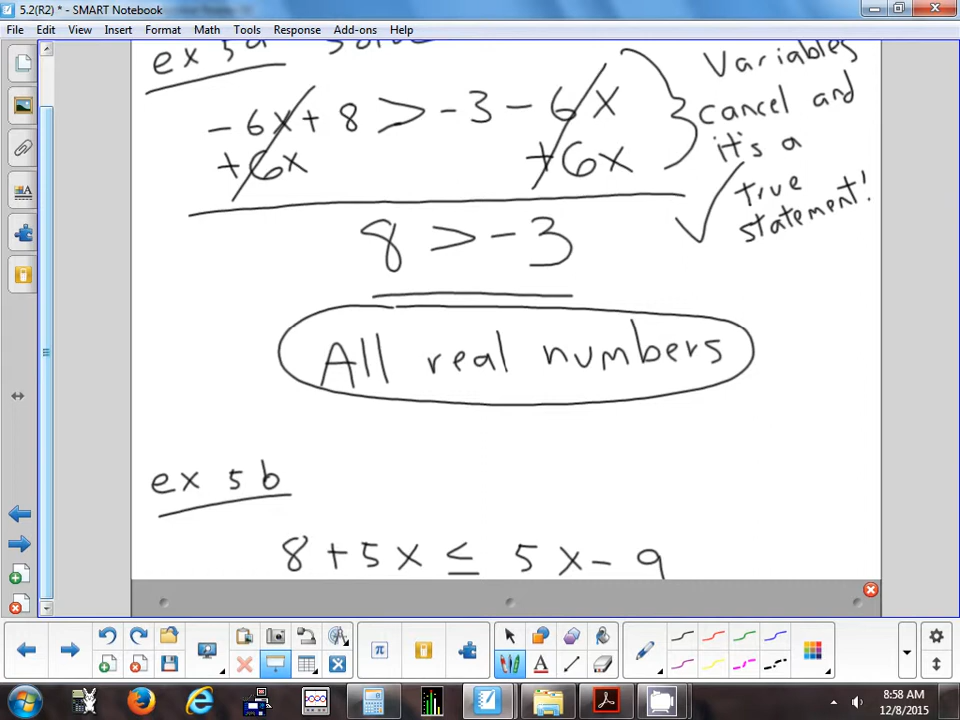 5.2(R2) * - SMART Notebook
File Edit View Insert Format Math Tools Response Add-ons Help
ex 5a
Variables
cancel and
it's a
true
statement!
-6x + 8 > -3 - 6x
+6x +6x
8 > -3
All real numbers
ex 5b
8 + 5x ≤ 5x - 9
8:58 AM
12/8/2015